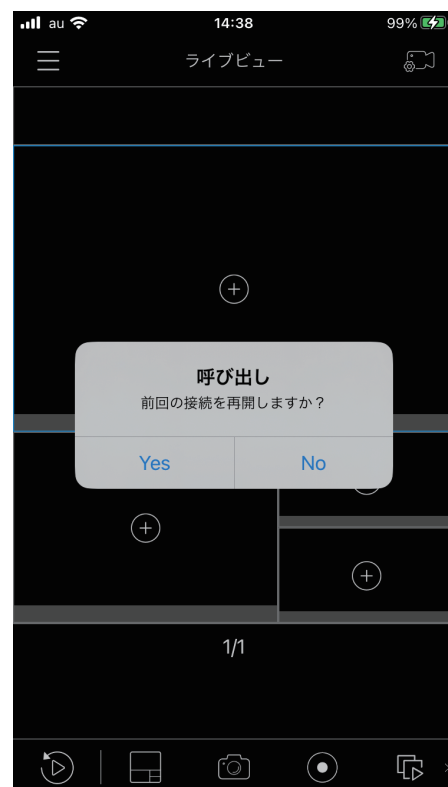 au 14:38 99%
ライブビュー
呼び出し
前回の接続を再開しますか？
Yes No
1/1